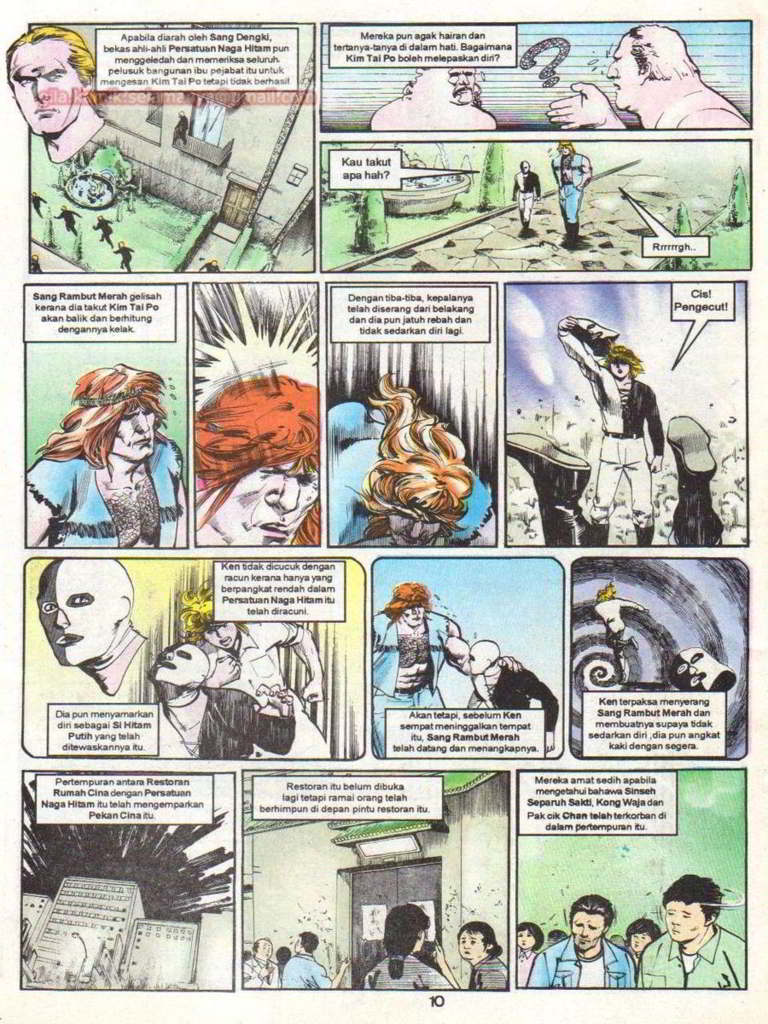 Apabila diarah oleh Sang Dengki,
bekas ahli-ahli Persatuan Naga Hitam pun
menggeledah dan memeriksa seluruh
pelusuk bangunan ibu pejabat itu untuk
mengesan Kim Tai Po tetapi tidak berhasil.
Mereka pun agak hairan dan
tertanya-tanya di dalam hati. Bagaimana
Kim Tai Po boleh melepaskan diri?
?
Kau takut
apa hah?
Rrrrrrgh..
Sang Rambut Merah gelisah
kerana dia takut Kim Tai Po
akan balik dan berhitung
dengannya kelak.
Dengan tiba-tiba, kepalanya
telah diserang dari belakang
dan dia pun jatuh rebah dan
tidak sedarkan diri lagi.
Cis!
Pengecut!
Ken tidak dicucuk dengan
racun kerana hanya yang
berpangkat rendah dalam
Persatuan Naga Hitam itu
telah diracuni.
Dia pun menyamarkan
diri sebagai Si Hitam
Putih yang telah
ditewaskannya itu.
Akan tetapi, sebelum Ken
sempat meninggalkan tempat
itu, Sang Rambut Merah
telah datang dan menangkapnya.
Ken terpaksa menyerang
Sang Rambut Merah dan
membuatnya supaya tidak
sedarkan diri ,dia pun angkat
kaki dengan segera.
Pertempuran antara Restoran
Rumah Cina dengan Persatuan
Naga Hitam itu telah mengemparkan
Pekan Cina itu.
Restoran itu belum dibuka
lagi tetapi ramai orang telah
berhimpun di depan pintu restoran itu.
Mereka amat sedih apabila
mengetahui bahawa Sinseh
Separuh Sakti, Kong Waja dan
Pak cik Chan telah terkorban di
dalam pertempuran itu.
10